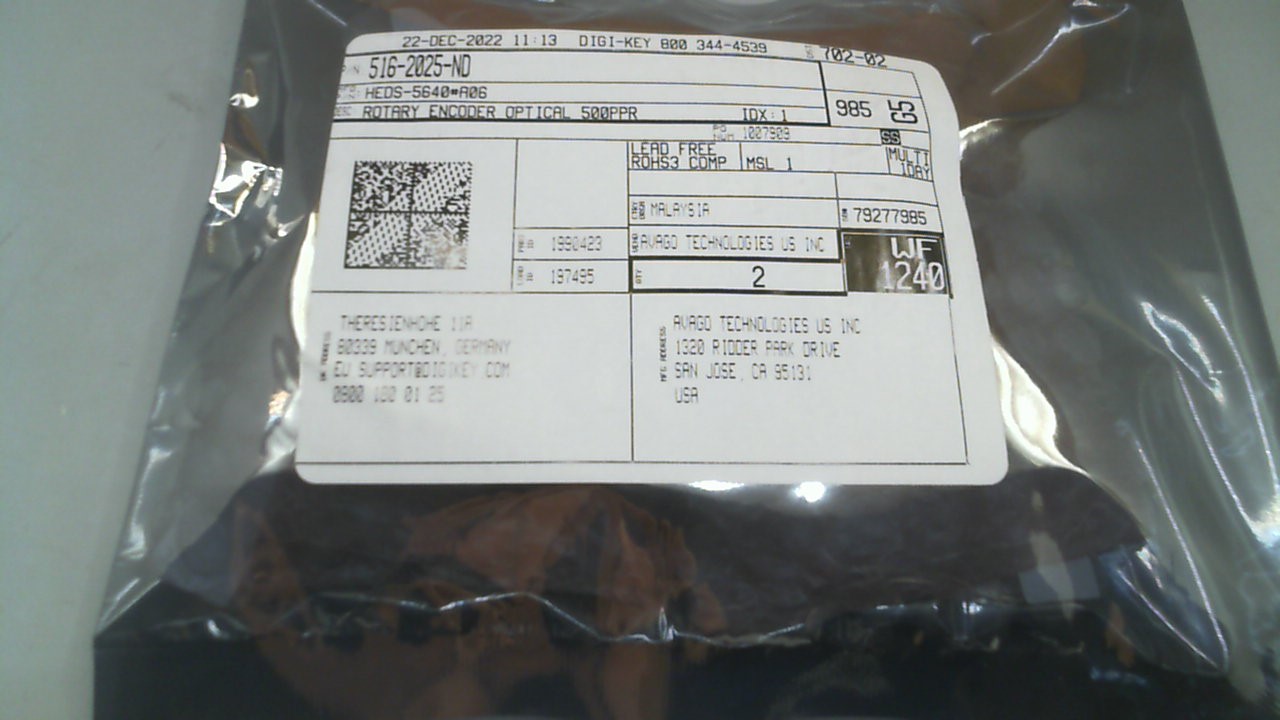 22-DEC-2022 11:13 DIGI-KEY 800 344-4539
702-02
516-2025-ND
HEDS-5640#A06
985
ROTARY ENCODER OPTICAL 500PPR IDX: 1
1007909
SS
LEAD FREE
ROHS3 COMP
MSL 1
MULTI
1DAY
MALAYSIA
79277985
1990423
AVAGO TECHNOLOGIES US INC
WF
1240
197495
2
THERESIENHOHE 11A
80339 MUNCHEN, GERMANY
EU.SUPPORT@DIGIKEY.COM
0800 180 01 25
MFG ADDRESS
AVAGO TECHNOLOGIES US INC
1320 RIDDER PARK DRIVE
SAN JOSE, CA 95131
USA